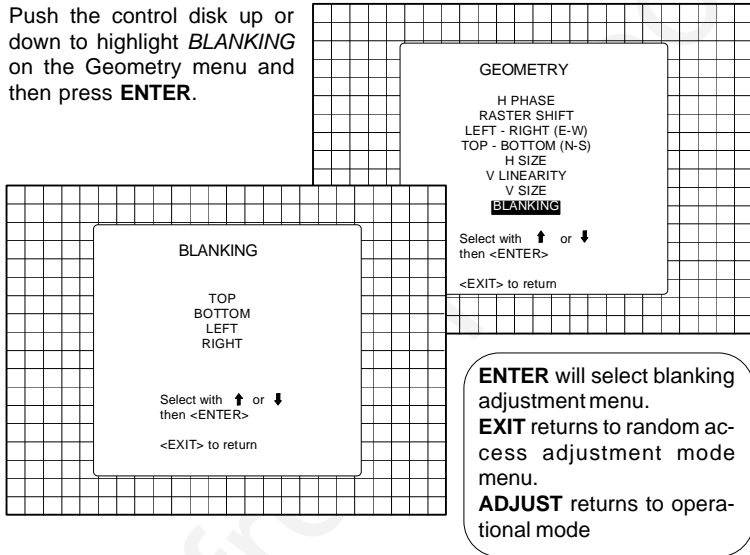 Push the control disk up or
down to highlight BLANKING
on the Geometry menu and
then press ENTER.
GEOMETRY
H PHASE
RASTER SHIFT
LEFT - RIGHT (E-W)
TOP - BOTTOM (N-S)
H SIZE
V LINEARITY
V SIZE
BLANKING
Select with ⬆ or ⬇
then <ENTER>
<EXIT> to return
BLANKING
TOP
BOTTOM
LEFT
RIGHT
Select with ⬆ or ⬇
then <ENTER>
<EXIT> to return
ENTER will select blanking
adjustment menu.
EXIT returns to random ac-
cess adjustment mode
menu.
ADJUST returns to opera-
tional mode